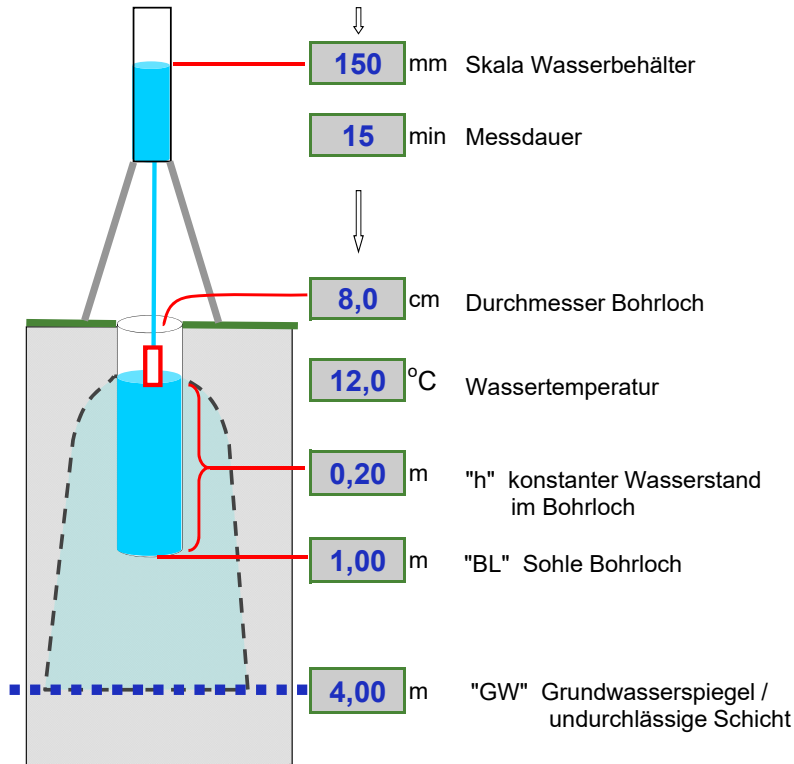 150 mm Skala Wasserbehälter
15 min Messdauer
8,0 cm Durchmesser Bohrloch
12,0 °C Wassertemperatur
0,20 m "h" konstanter Wasserstand
im Bohrloch
1,00 m "BL" Sohle Bohrloch
4,00 m "GW" Grundwasserspiegel /
undurchlässige Schicht